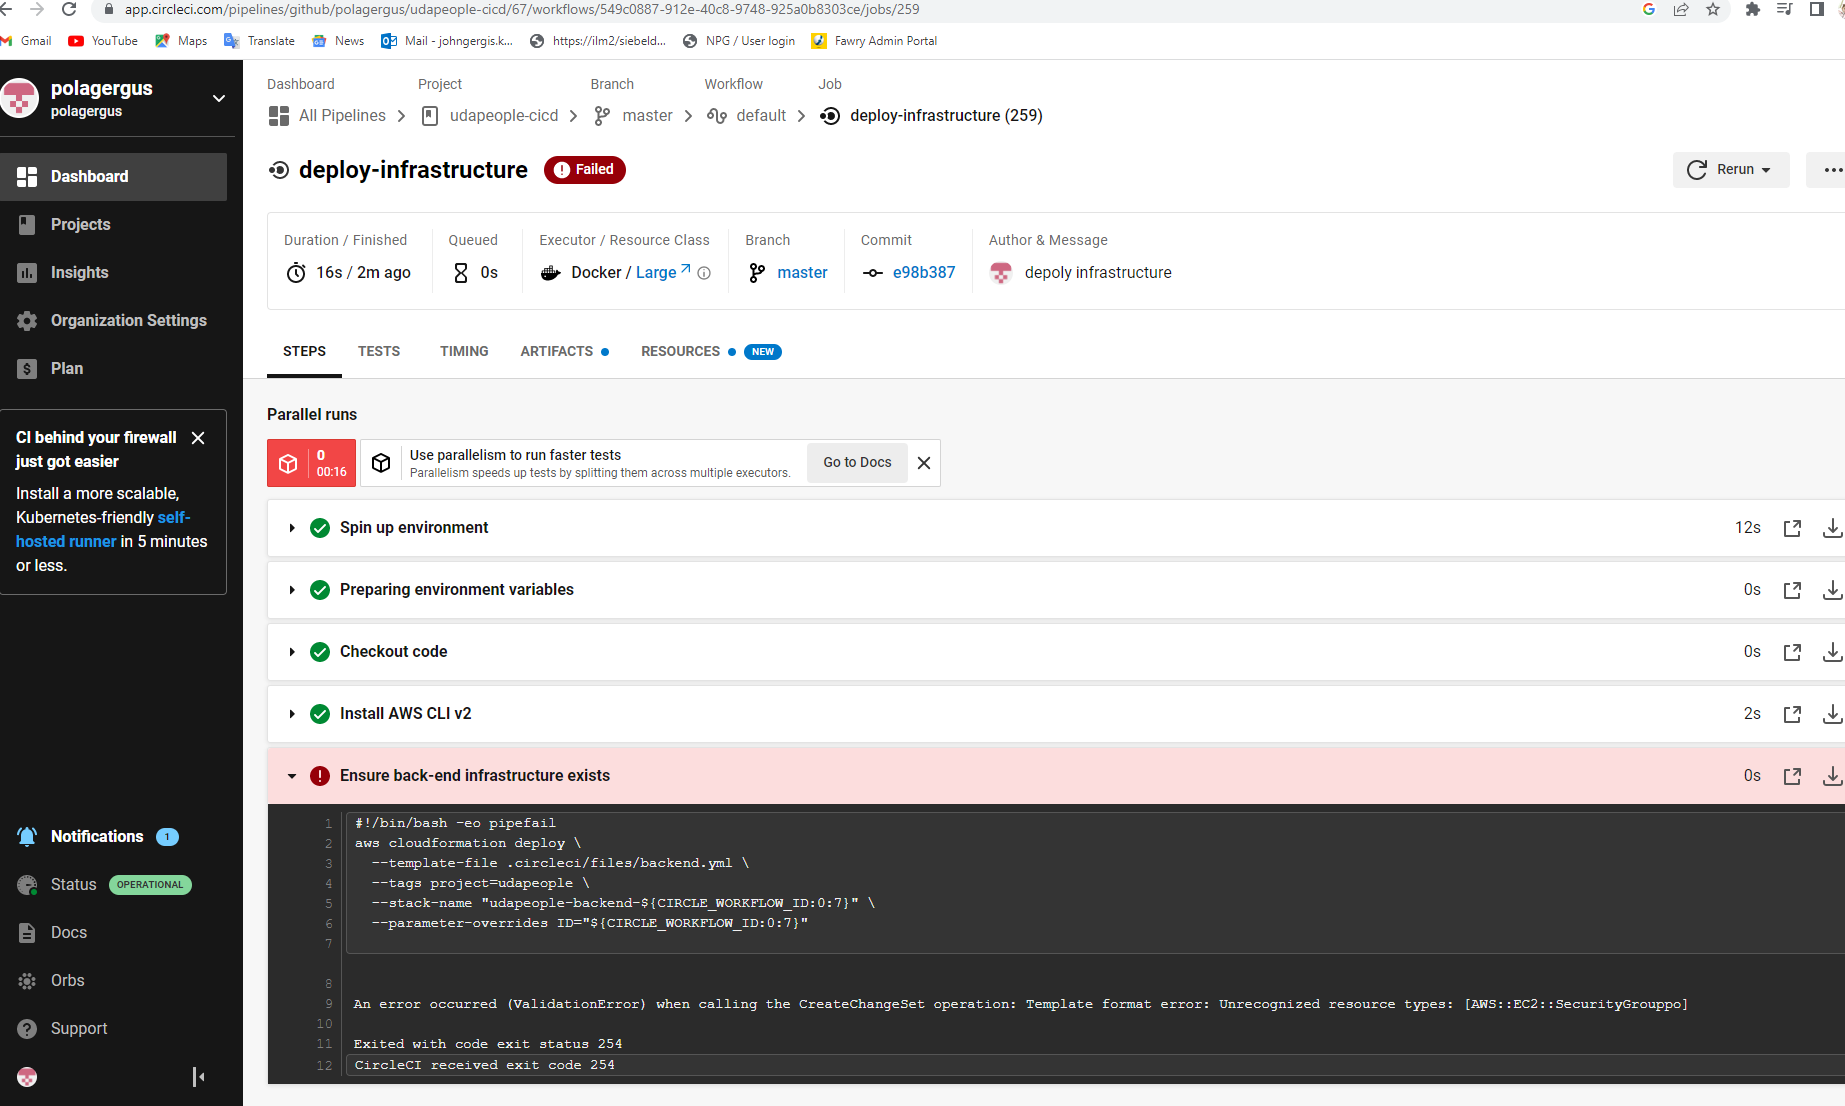 app.circleci.com/pipelines/github/polagergus/udapeople-cicd/67/workflows/549c0887-912e-40c8-9748-925a0b8303ce/jobs/259
Gmail YouTube Maps Translate News Mail - johngergis.k... https://ilm2/siebeld... NPG / User login Fawry Admin Portal
polagergus
polagergus
Dashboard
Projects
Insights
Organization Settings
Plan
CI behind your firewall just got easier
Install a more scalable,
Kubernetes-friendly self-
hosted runner in 5 minutes
or less.
Notifications 1
Status OPERATIONAL
Docs
Orbs
Support
Dashboard Project Branch Workflow Job
All Pipelines udapeople-cicd master default deploy-infrastructure (259)
deploy-infrastructure Failed
Rerun
Duration / Finished Queued Executor / Resource Class Branch Commit Author & Message
16s / 2m ago 0s Docker / Large master e98b387 depoly infrastructure
STEPS TESTS TIMING ARTIFACTS RESOURCES NEW
Parallel runs
0
00:16
Use parallelism to run faster tests
Parallelism speeds up tests by splitting them across multiple executors.
Go to Docs
Spin up environment 12s
Preparing environment variables 0s
Checkout code 0s
Install AWS CLI v2 2s
Ensure back-end infrastructure exists 0s
1 #!/bin/bash -eo pipefail
2 aws cloudformation deploy \
3 --template-file .circleci/files/backend.yml \
4 --tags project=udapeople \
5 --stack-name "udapeople-backend-${CIRCLE_WORKFLOW_ID:0:7}" \
6 --parameter-overrides ID="${CIRCLE_WORKFLOW_ID:0:7}"
7
8
9 An error occurred (ValidationError) when calling the CreateChangeSet operation: Template format error: Unrecognized resource types: [AWS::EC2::SecurityGrouppo]
10
11 Exited with code exit status 254
12 CircleCI received exit code 254